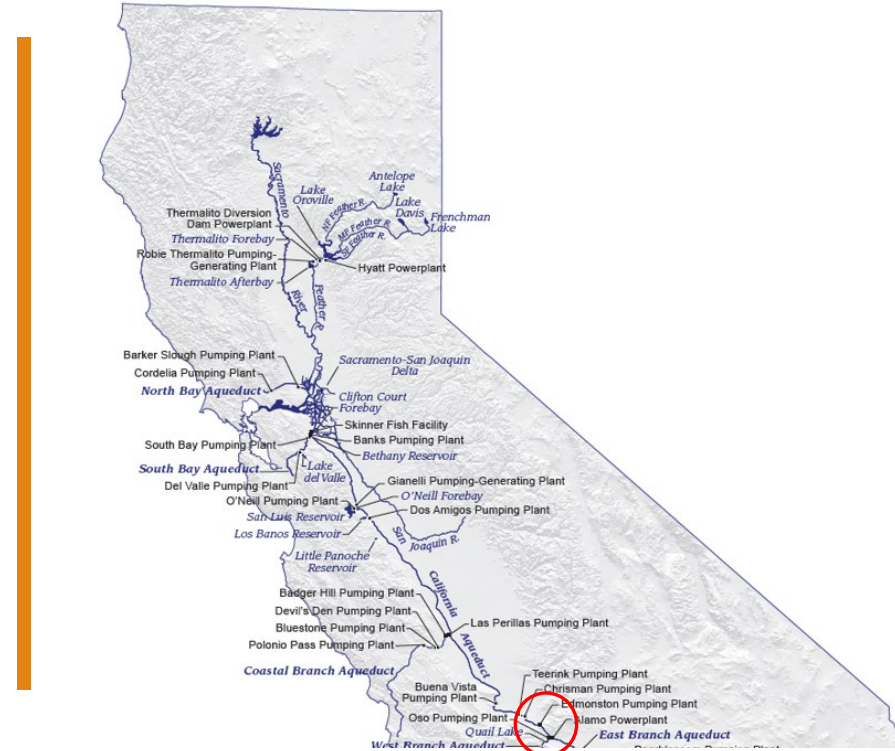 Sacramento
River
Lake
Oroville
Antelope
Lake
Lake
Davis
Frenchman
Lake
NF Feather R.
MF Feather R.
SF Feather R.
Thermalito Diversion
Dam Powerplant
Thermalito Forebay
Robie Thermalito Pumping-
Generating Plant
Hyatt Powerplant
Thermalito Afterbay
Feather R.
Barker Slough Pumping Plant
Cordelia Pumping Plant
North Bay Aqueduct
Sacramento-San Joaquin
Delta
Clifton Court
Forebay
Skinner Fish Facility
Banks Pumping Plant
South Bay Pumping Plant
Bethany Reservoir
South Bay Aqueduct
Lake
del Valle
Del Valle Pumping Plant
Gianelli Pumping-Generating Plant
O'Neill Pumping Plant
O'Neill Forebay
San Luis Reservoir
Dos Amigos Pumping Plant
Los Banos Reservoir
San Joaquin R.
Little Panoche
Reservoir
California Aqueduct
Badger Hill Pumping Plant
Devil's Den Pumping Plant
Las Perillas Pumping Plant
Bluestone Pumping Plant
Polonio Pass Pumping Plant
Coastal Branch Aqueduct
Teerink Pumping Plant
Buena Vista
Pumping Plant
Chrisman Pumping Plant
Edmonston Pumping Plant
Oso Pumping Plant
Alamo Powerplant
Quail Lake
East Branch Aqueduct
West Branch Aqueduct
Pumping Plant